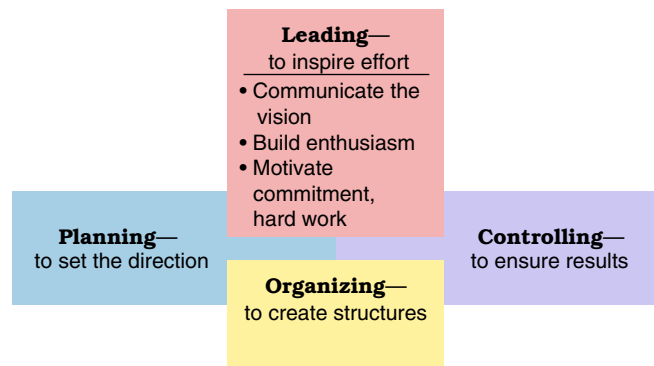 Leading—
to inspire effort
• Communicate the
vision
• Build enthusiasm
• Motivate
commitment,
hard work
Planning—
to set the direction
Controlling—
to ensure results
Organizing—
to create structures